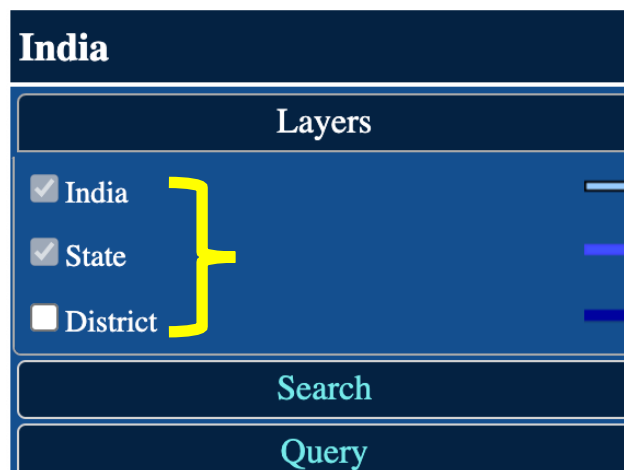 India
Layers
India
State
District
Search
Query